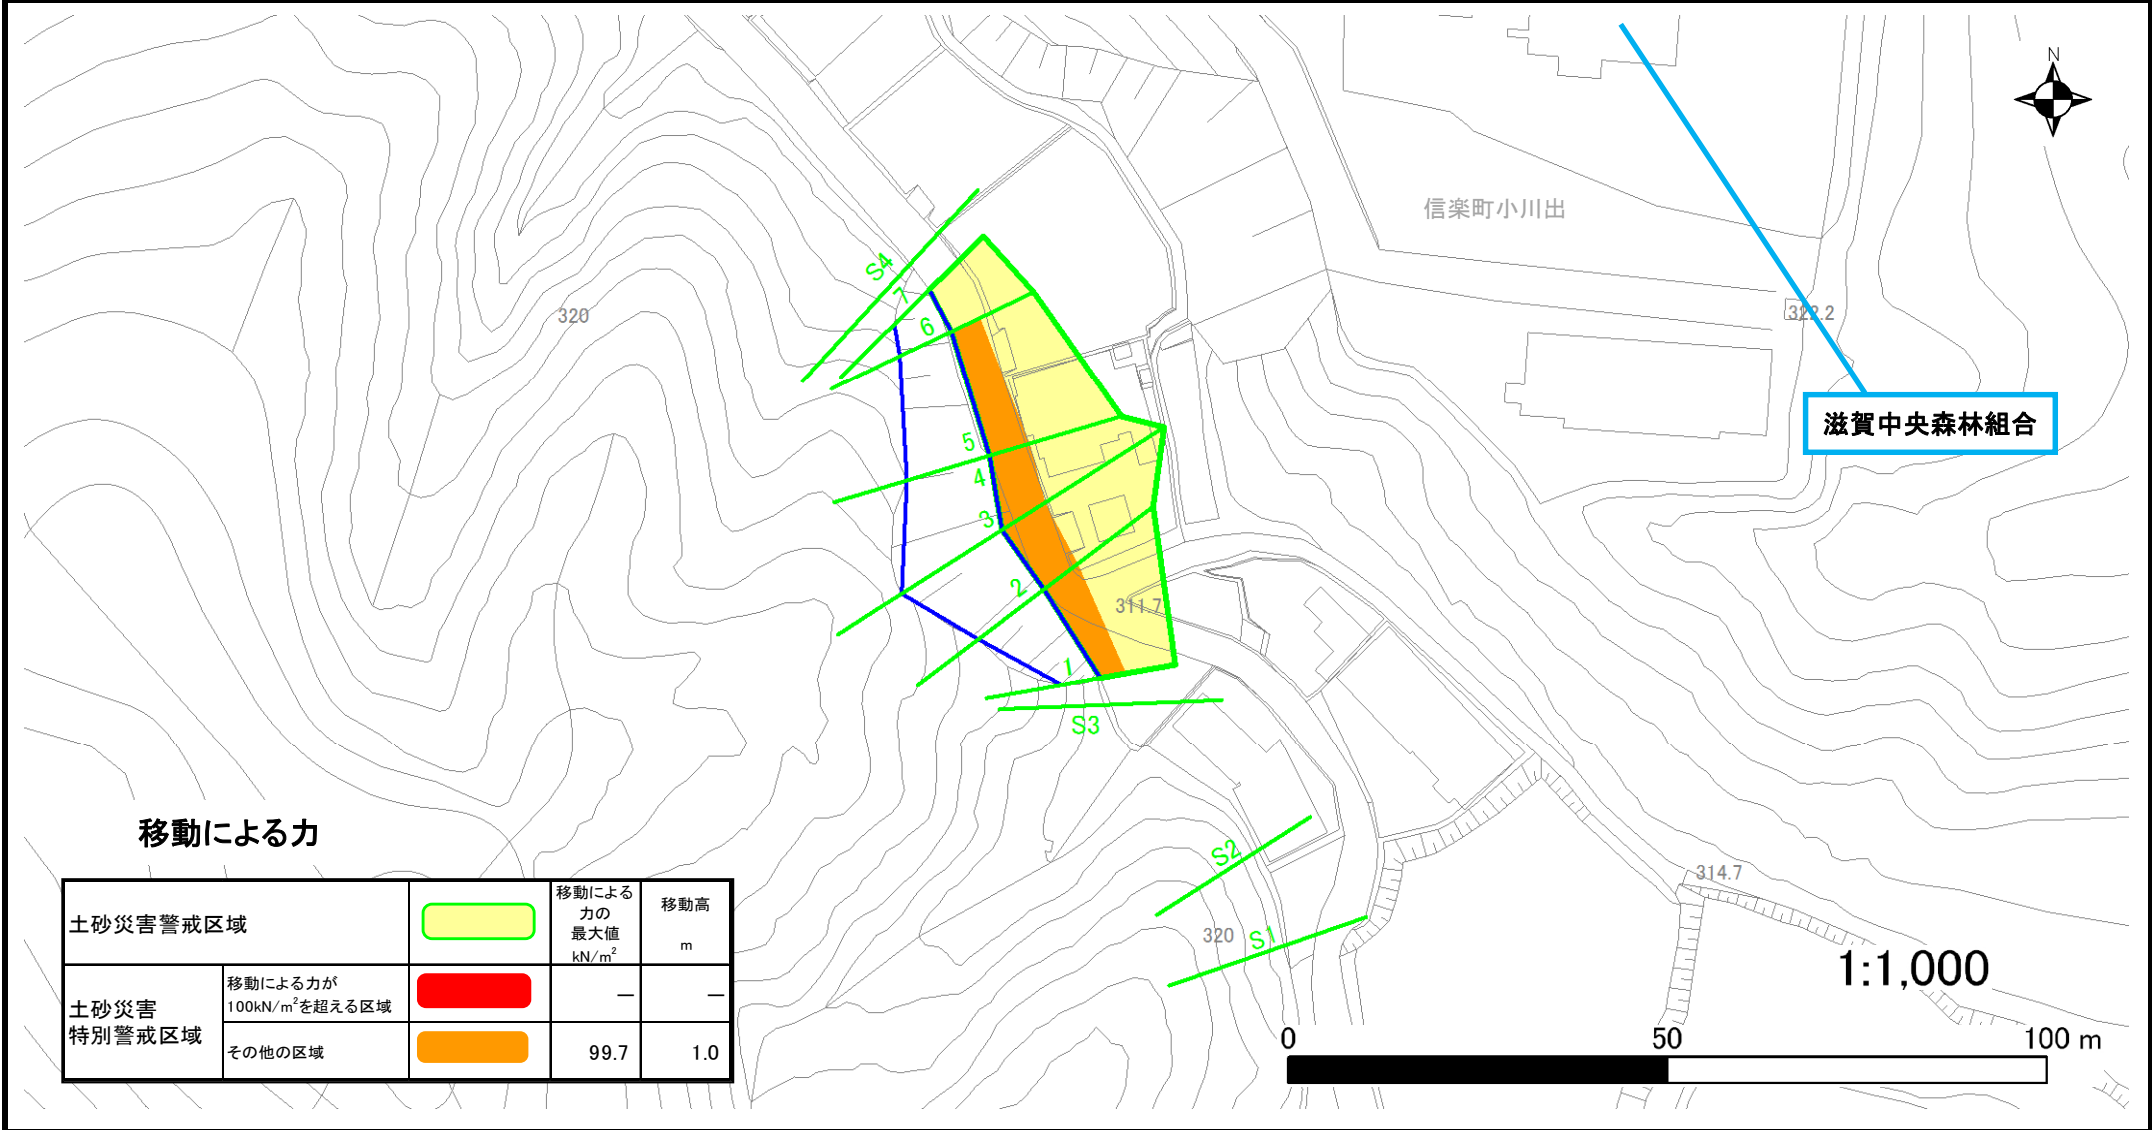 N
信楽町小川出
S4
7
320
6
322.2
滋賀中央森林組合
5
4
3
2
311.7
1
S3
移動による力
S2
314.7
320
S1
土砂災害警戒区域
移動による
力の
最大値
kN/m²
移動高
m
土砂災害
特別警戒区域
移動による力が
100kN/m²を超える区域
－
－
その他の区域
99.7
1.0
1:1,000
0 50 100 m